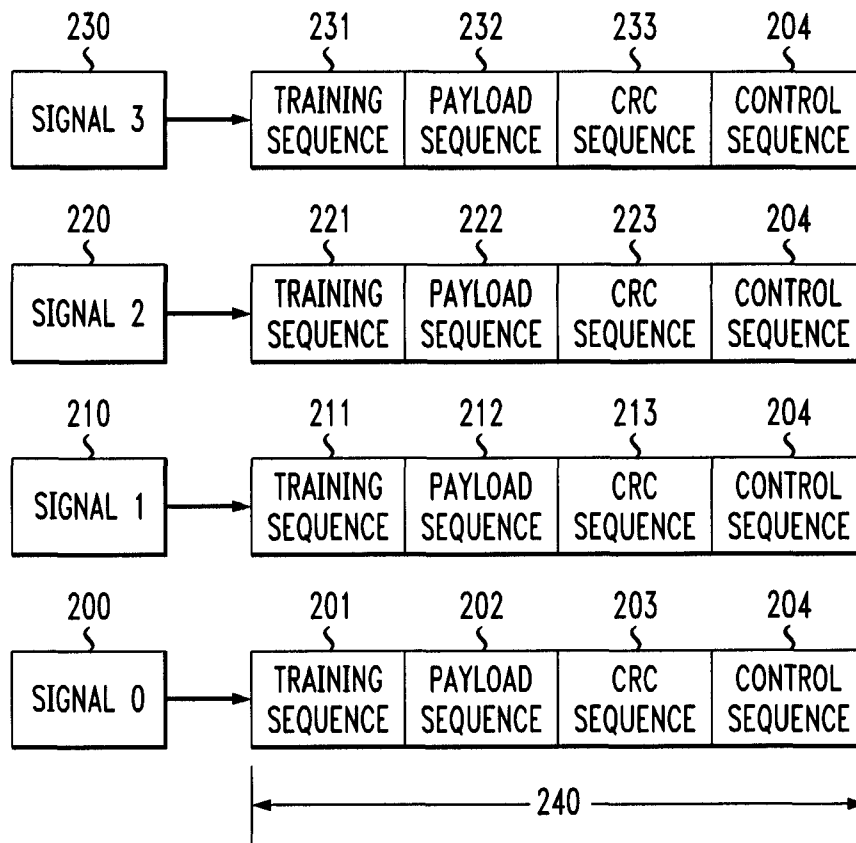 230 231 232 233 204
SIGNAL 3 TRAINING SEQUENCE PAYLOAD SEQUENCE CRC SEQUENCE CONTROL SEQUENCE
220 221 222 223 204
SIGNAL 2 TRAINING SEQUENCE PAYLOAD SEQUENCE CRC SEQUENCE CONTROL SEQUENCE
210 211 212 213 204
SIGNAL 1 TRAINING SEQUENCE PAYLOAD SEQUENCE CRC SEQUENCE CONTROL SEQUENCE
200 201 202 203 204
SIGNAL 0 TRAINING SEQUENCE PAYLOAD SEQUENCE CRC SEQUENCE CONTROL SEQUENCE
240